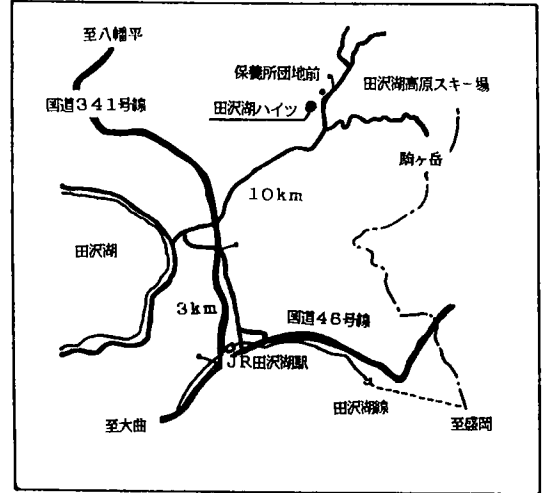 至八幡平
保養所団地前
田沢湖高原スキー場
国道341号線
田沢湖ハイツ
駒ヶ岳
10km
田沢湖
3km
国道46号線
JR田沢湖駅
田沢湖線
至大曲
至盛岡